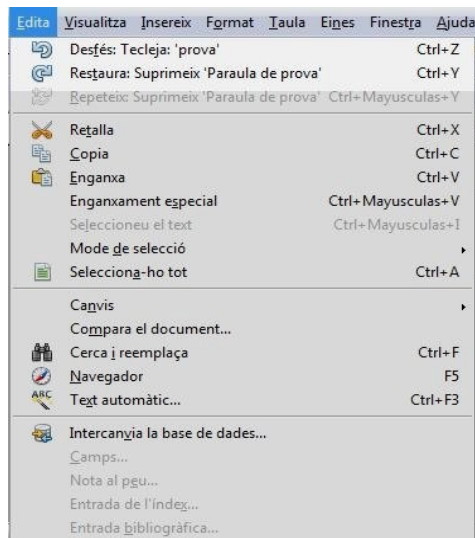 Edita Visualitza Insereix Format Taula Eines Finestra Ajuda
Desfés: Tecleja: 'prova' Ctrl+Z
Restaura: Suprimeix 'Paraula de prova' Ctrl+Y
Repeteix: Suprimeix 'Paraula de prova' Ctrl+Mayusculas+Y
Retalla Ctrl+X
Copia Ctrl+C
Enganxa Ctrl+V
Enganxament especial Ctrl+Mayusculas+V
Seleccioneu el text Ctrl+Mayusculas+I
Mode de selecció
Selecciona-ho tot Ctrl+A
Canvis
Compara el document...
Cerca i reemplaça Ctrl+F
Navegador F5
ABC
Text automàtic... Ctrl+F3
Intercanvia la base de dades...
Camps...
Nota al peu...
Entrada de l'índex...
Entrada bibliogràfica...